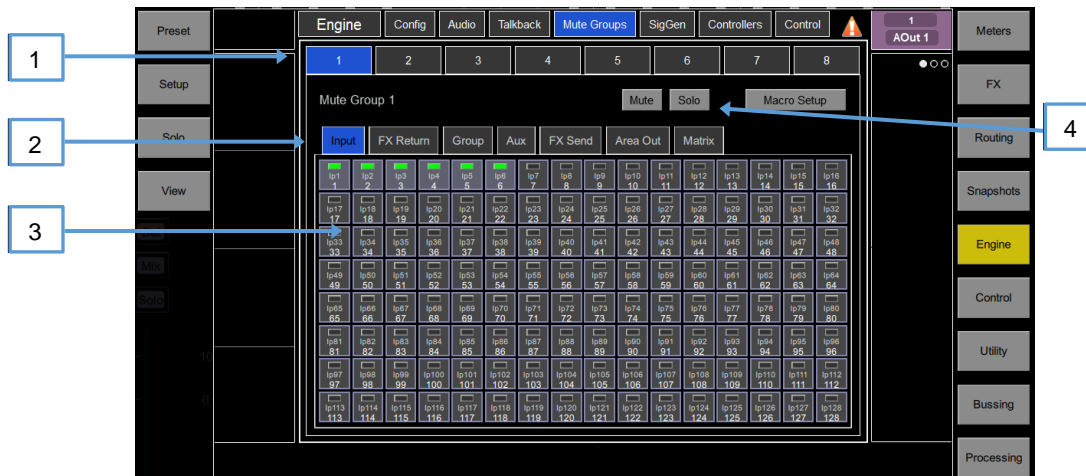 Engine Config Audio Talkback Mute Groups SigGen Controllers Control
1
AOut 1
Preset
Setup
Solo
View
Mix
Solo
10
0
1
2
3
4
1 2 3 4 5 6 7 8
Mute Group 1 Mute Solo Macro Setup
Input FX Return Group Aux FX Send Area Out Matrix
Ip1 Ip2 Ip3 Ip4 Ip5 Ip6 Ip7 Ip8 Ip9 Ip10 Ip11 Ip12 Ip13 Ip14 Ip15 Ip16
1 2 3 4 5 6 7 8 9 10 11 12 13 14 15 16
Ip17 Ip18 Ip19 Ip20 Ip21 Ip22 Ip23 Ip24 Ip25 Ip26 Ip27 Ip28 Ip29 Ip30 Ip31 Ip32
17 18 19 20 21 22 23 24 25 26 27 28 29 30 31 32
Ip33 Ip34 Ip35 Ip36 Ip37 Ip38 Ip39 Ip40 Ip41 Ip42 Ip43 Ip44 Ip45 Ip46 Ip47 Ip48
33 34 35 36 37 38 39 40 41 42 43 44 45 46 47 48
Ip49 Ip50 Ip51 Ip52 Ip53 Ip54 Ip55 Ip56 Ip57 Ip58 Ip59 Ip60 Ip61 Ip62 Ip63 Ip64
49 50 51 52 53 54 55 56 57 58 59 60 61 62 63 64
Ip65 Ip66 Ip67 Ip68 Ip69 Ip70 Ip71 Ip72 Ip73 Ip74 Ip75 Ip76 Ip77 Ip78 Ip79 Ip80
65 66 67 68 69 70 71 72 73 74 75 76 77 78 79 80
Ip81 Ip82 Ip83 Ip84 Ip85 Ip86 Ip87 Ip88 Ip89 Ip90 Ip91 Ip92 Ip93 Ip94 Ip95 Ip96
81 82 83 84 85 86 87 88 89 90 91 92 93 94 95 96
Ip97 Ip98 Ip99 Ip100 Ip101 Ip102 Ip103 Ip104 Ip105 Ip106 Ip107 Ip108 Ip109 Ip110 Ip111 Ip112
97 98 99 100 101 102 103 104 105 106 107 108 109 110 111 112
Ip113 Ip114 Ip115 Ip116 Ip117 Ip118 Ip119 Ip120 Ip121 Ip122 Ip123 Ip124 Ip125 Ip126 Ip127 Ip128
113 114 115 116 117 118 119 120 121 122 123 124 125 126 127 128
Meters
FX
Routing
Snapshots
Engine
Control
Utility
Bussing
Processing